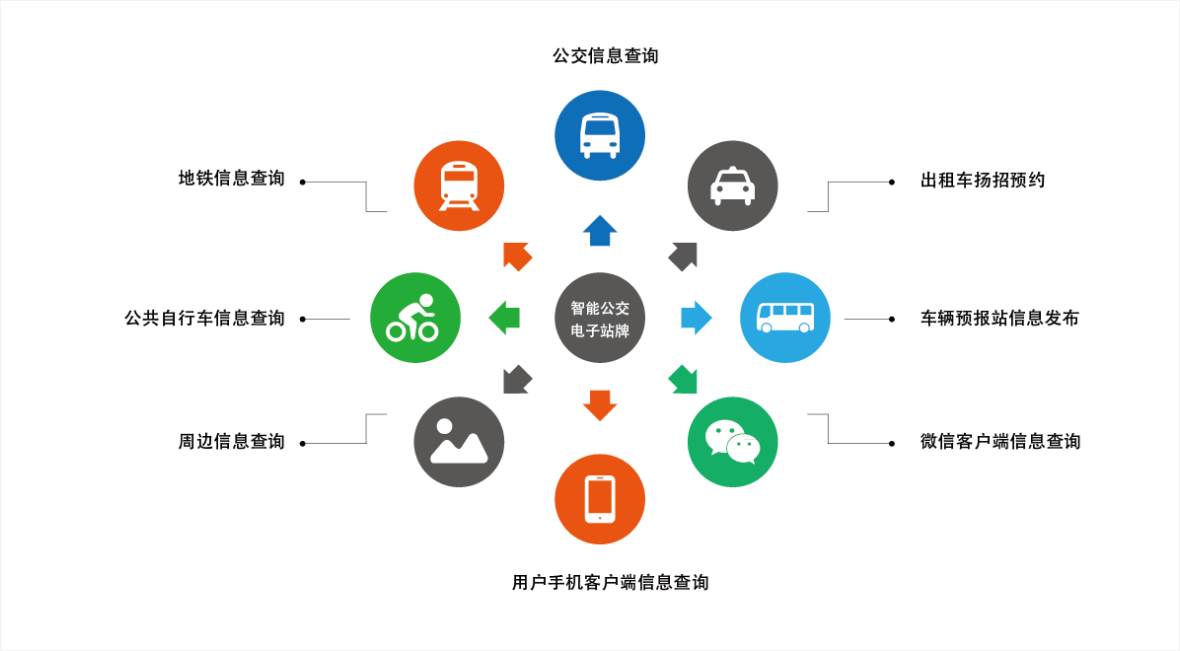 公交信息查询
地铁信息查询
出租车扬招预约
公共自行车信息查询
智能公交
电子站牌
车辆预报站信息发布
周边信息查询
微信客户端信息查询
用户手机客户端信息查询